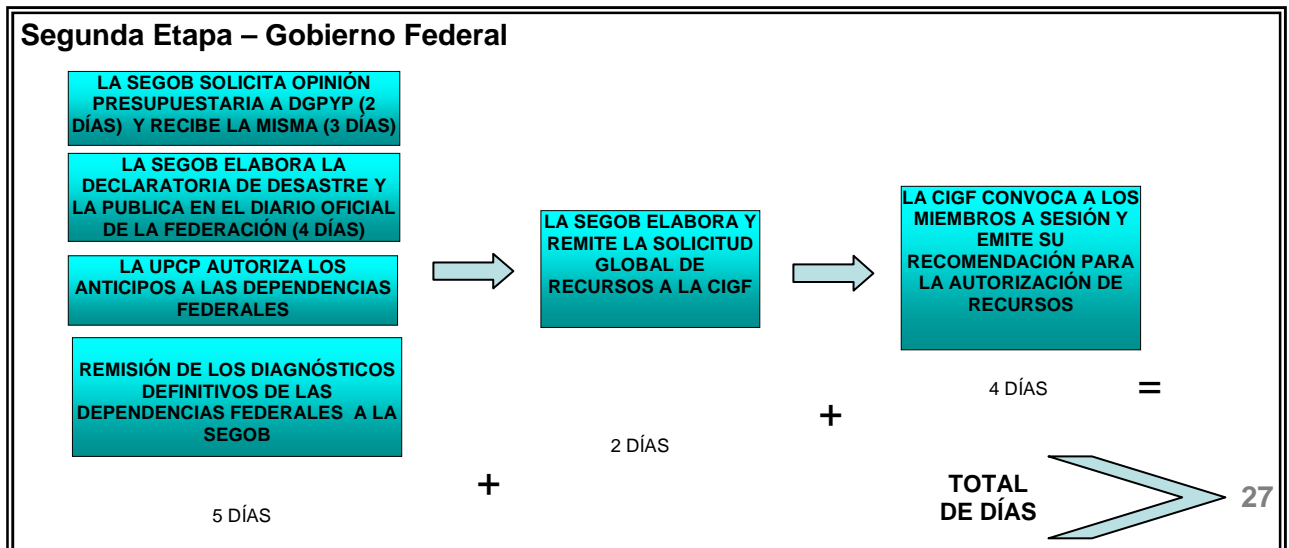 Segunda Etapa – Gobierno Federal
LA SEGOB SOLICITA OPINIÓN
PRESUPUESTARIA A DGPYP (2
DÍAS) Y RECIBE LA MISMA (3 DÍAS)
LA SEGOB ELABORA LA
DECLARATORIA DE DESASTRE Y
LA PUBLICA EN EL DIARIO OFICIAL
DE LA FEDERACIÓN (4 DÍAS)
LA UPCP AUTORIZA LOS
ANTICIPOS A LAS DEPENDENCIAS
FEDERALES
REMISIÓN DE LOS DIAGNÓSTICOS
DEFINITIVOS DE LAS
DEPENDENCIAS FEDERALES A LA
SEGOB
5 DÍAS
+
LA SEGOB ELABORA Y
REMITE LA SOLICITUD
GLOBAL DE
RECURSOS A LA CIGF
2 DÍAS
+
LA CIGF CONVOCA A LOS
MIEMBROS A SESIÓN Y
EMITE SU
RECOMENDACIÓN PARA
LA AUTORIZACIÓN DE
RECURSOS
4 DÍAS
=
TOTAL
DE DÍAS
27